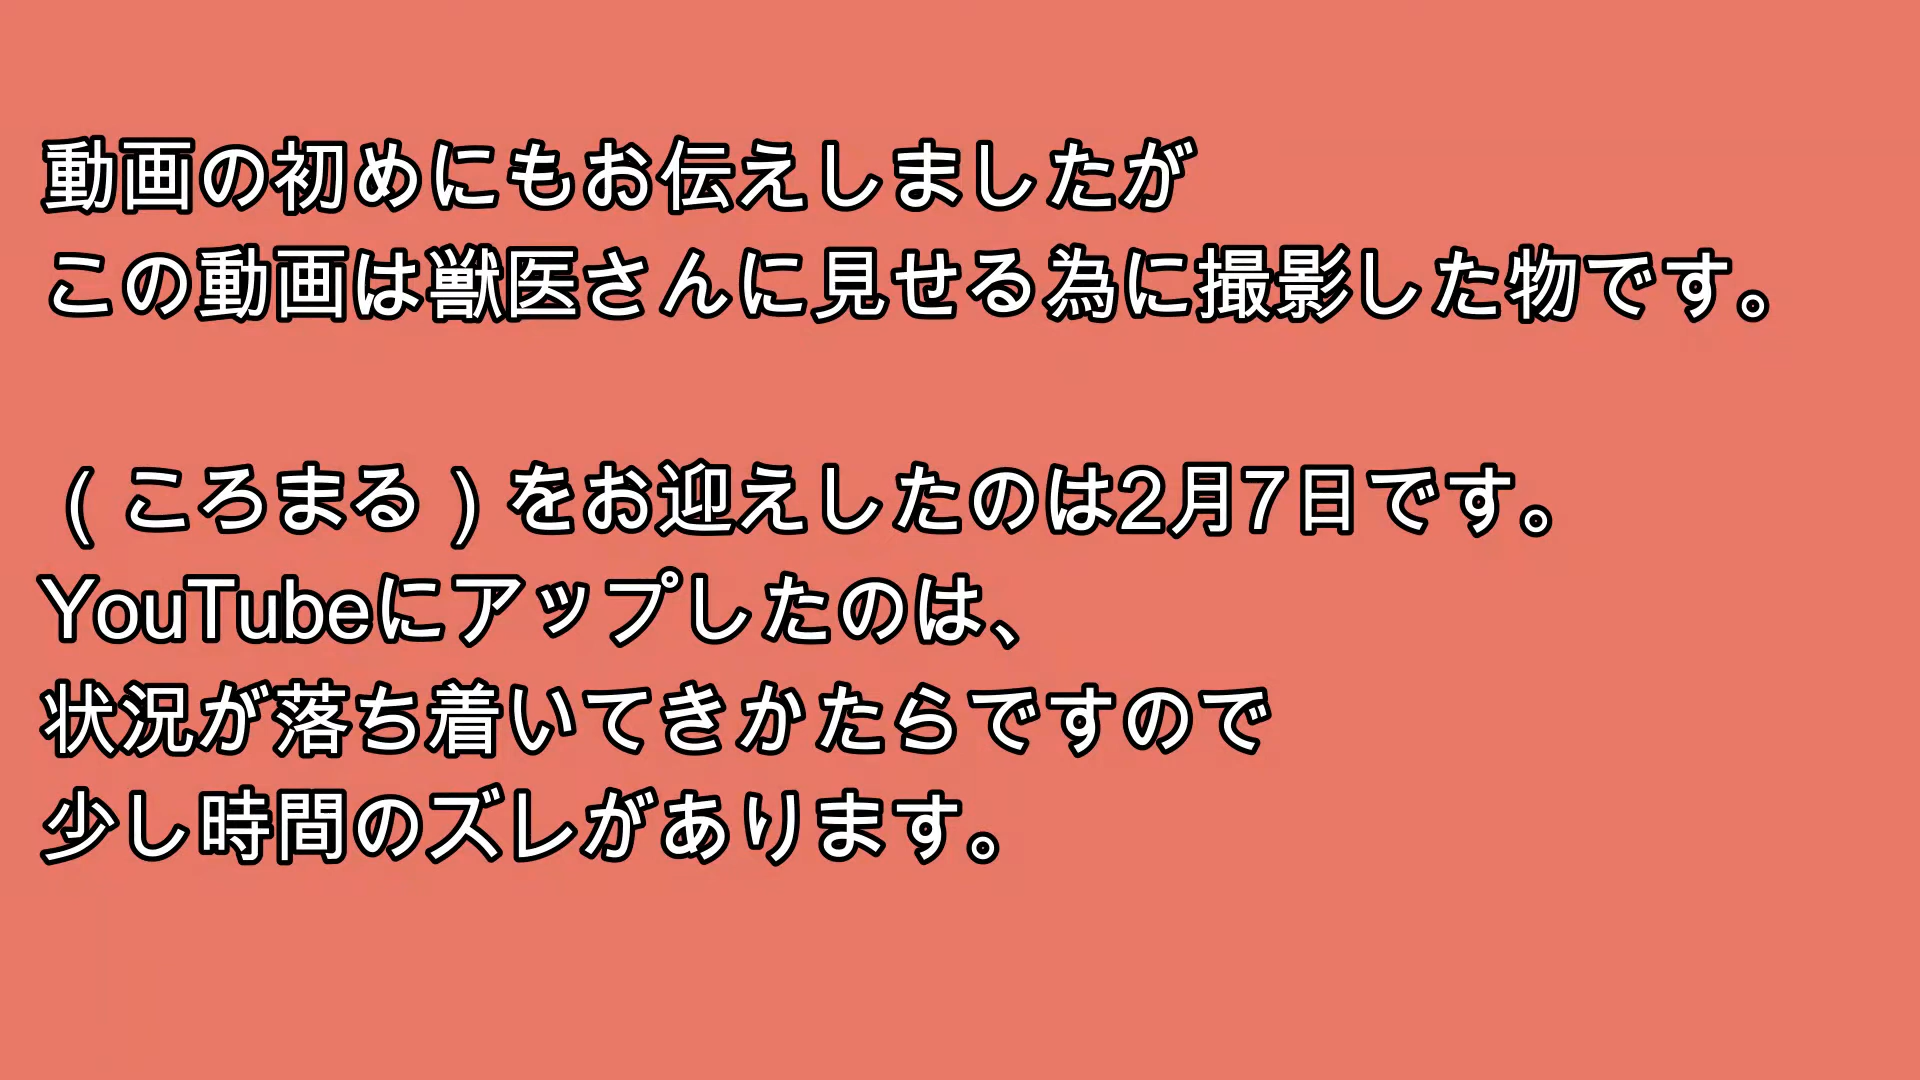 動画の初めにもお伝えしましたが
この動画は獣医さんに見せる為に撮影した物です。
( ころまる ) をお迎えしたのは2月7日です。
YouTubeにアップしたのは、
状況が落ち着いてきかたらですので
少し時間のズレがあります。